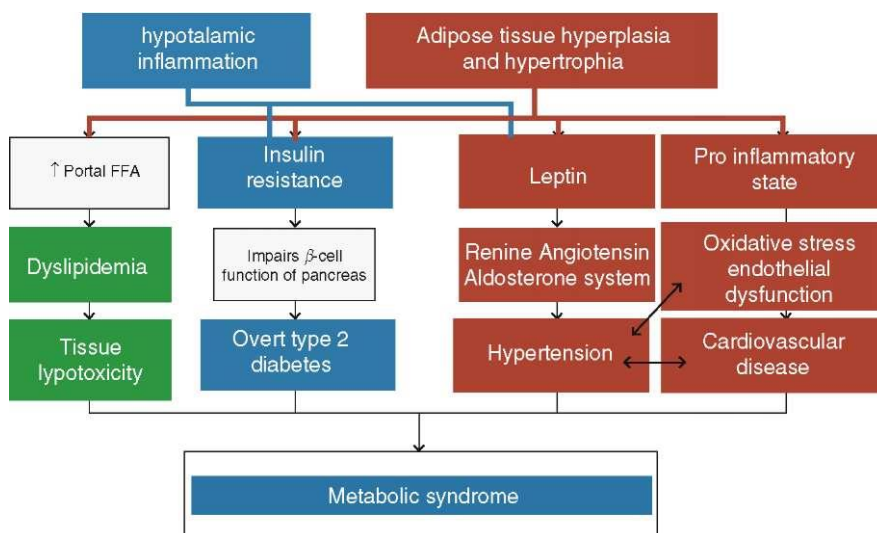 hypotalamic
inflammation
Adipose tissue hyperplasia
and hypertrophia
↑ Portal FFA
Insulin
resistance
Leptin
Pro inflammatory
state
Dyslipidemia
Impairs β-cell
function of pancreas
Renine Angiotensin
Aldosterone system
Oxidative stress
endothelial
dysfunction
Tissue
lypotoxicity
Overt type 2
diabetes
Hypertension
Cardiovascular
disease
Metabolic syndrome